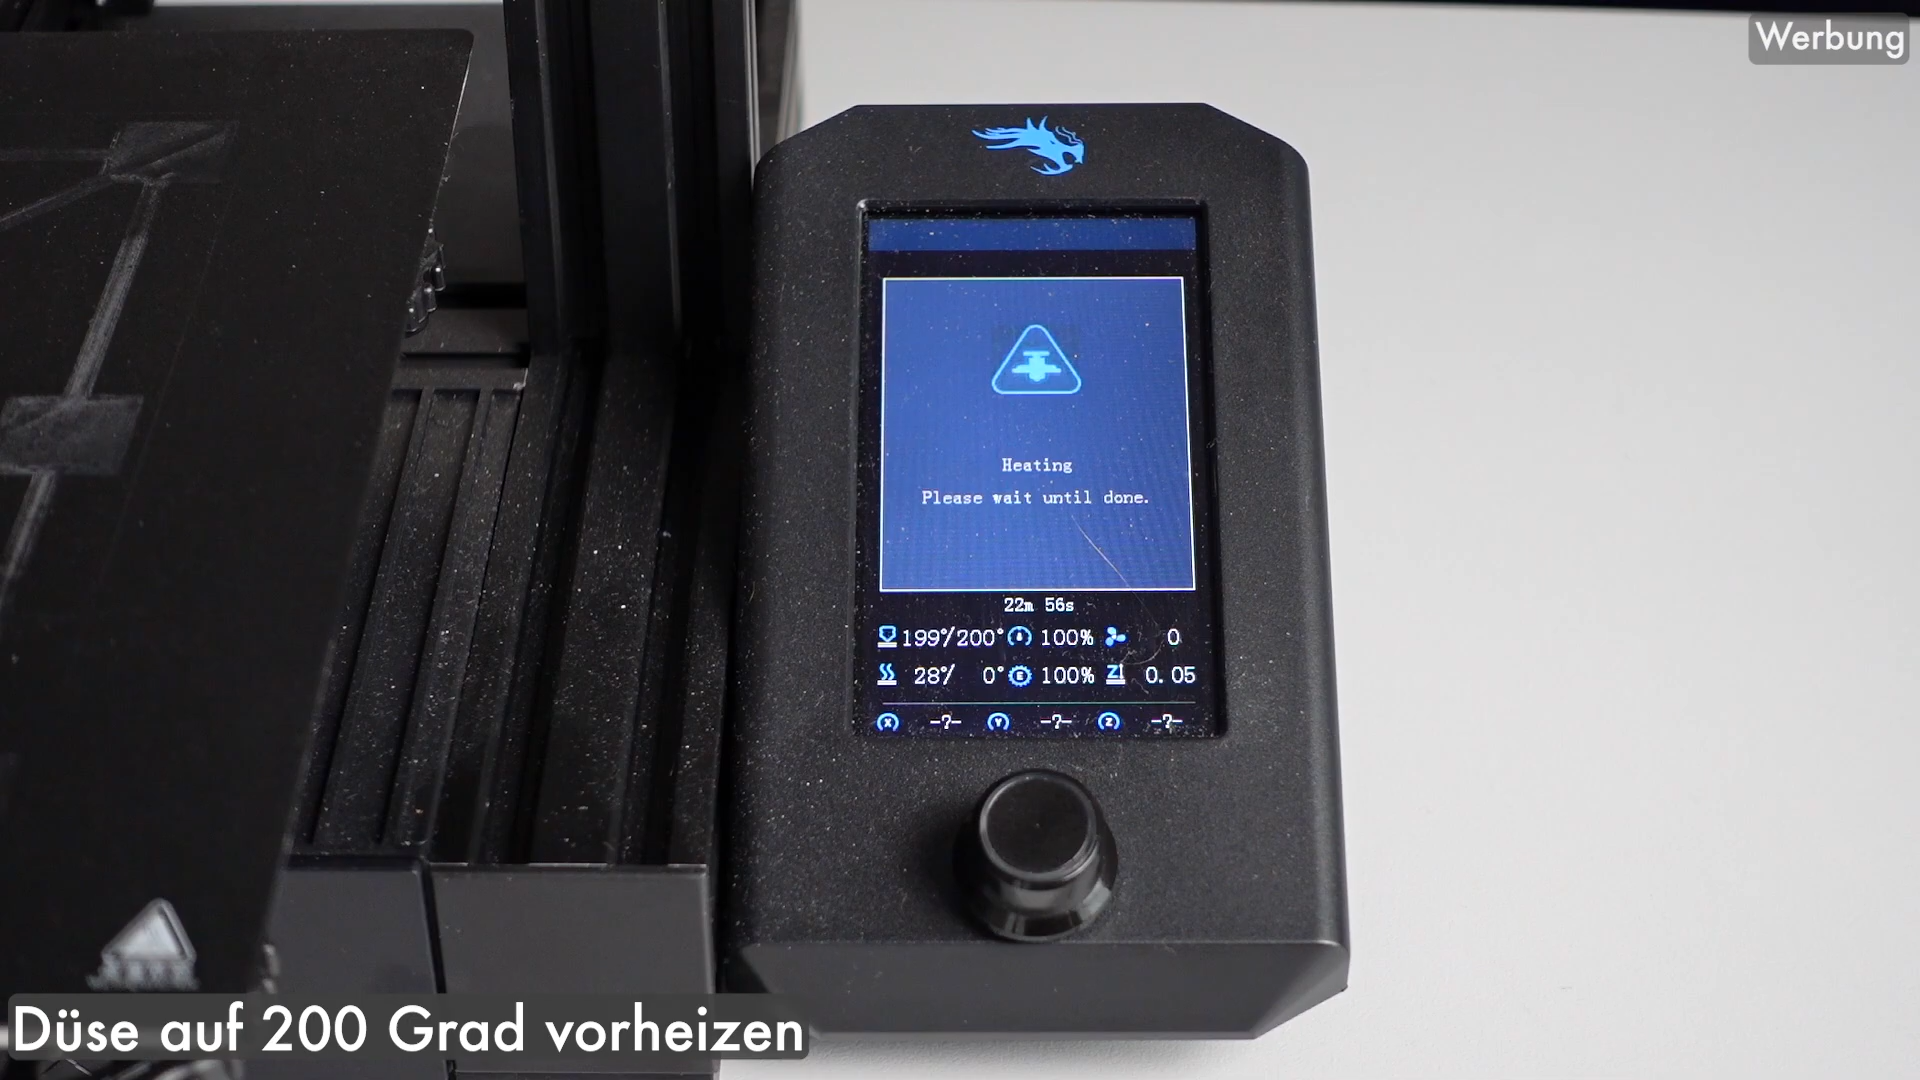 Werbung
Heating
Please wait until done.
22m 56s
199°/200° 100% 0
28°/ 0° E 100% Z 0.05
X -?- Y -?- Z -?-
Düse auf 200 Grad vorheizen